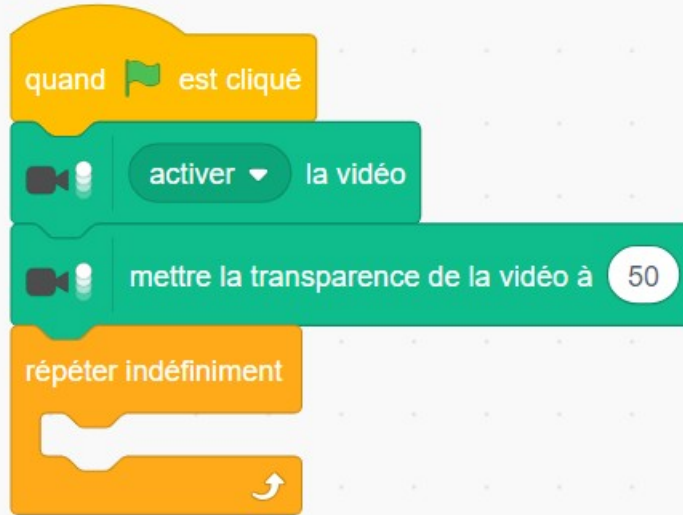 quand est cliqué
activer la vidéo
mettre la transparence de la vidéo à 50
répéter indéfiniment